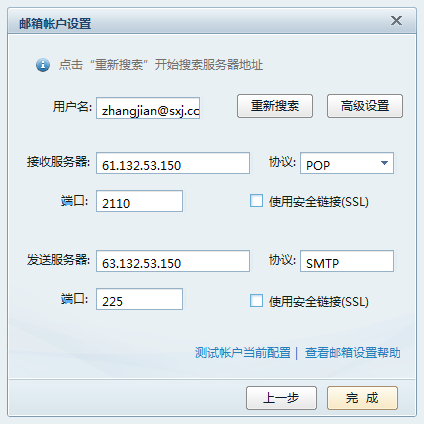 邮箱帐户设置
点击“重新搜索”开始搜索服务器地址
用户名: zhangjian@sxj.cc 重新搜索 高级设置
接收服务器: 61.132.53.150 协议: POP
端口: 2110 使用安全链接(SSL)
发送服务器: 63.132.53.150 协议: SMTP
端口: 225 使用安全链接(SSL)
测试帐户当前配置 | 查看邮箱设置帮助
上一步 完 成